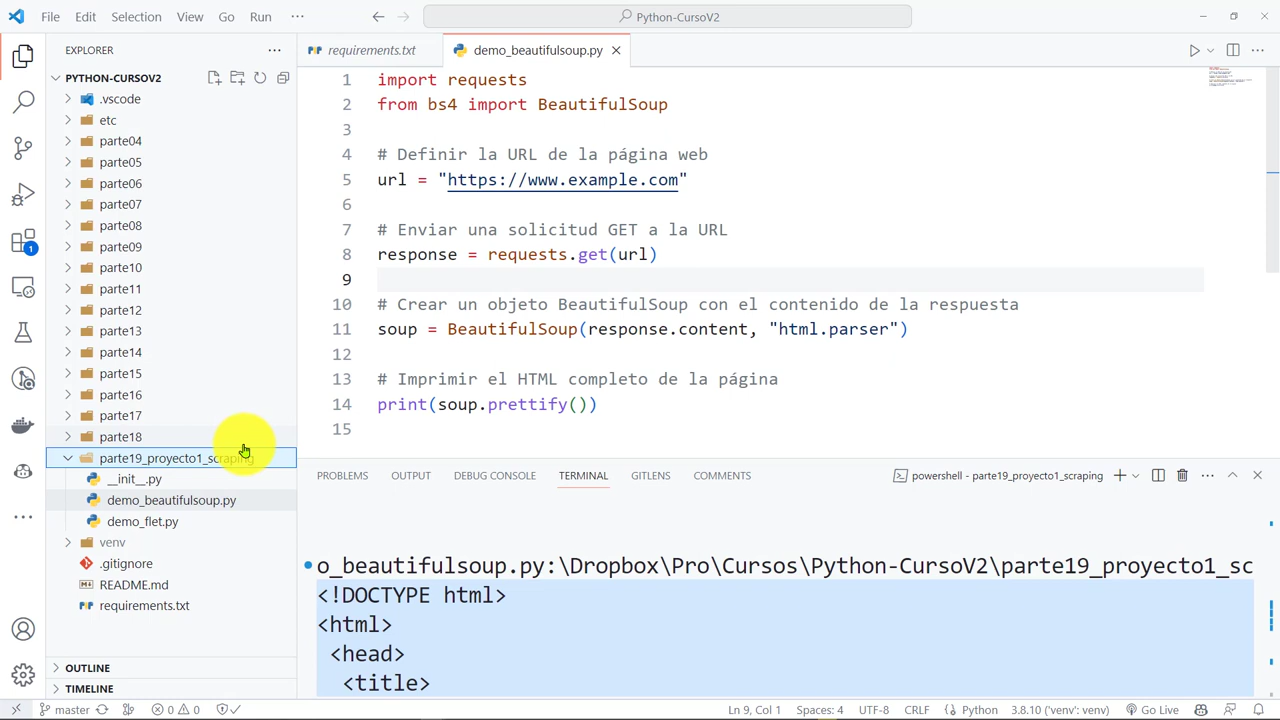 File Edit Selection View Go Run ··· Python-CursoV2
EXPLORER ···
PYTHON-CURSOV2
.vscode
etc
parte04
parte05
parte06
parte07
parte08
parte09
parte10
parte11
parte12
parte13
parte14
parte15
parte16
parte17
parte18
parte19_proyecto1_scraping
__init__.py
demo_beautifulsoup.py
demo_flet.py
venv
.gitignore
README.md
requirements.txt
OUTLINE
TIMELINE
1
requirements.txt demo_beautifulsoup.py
1 import requests
2 from bs4 import BeautifulSoup
3
4 # Definir la URL de la página web
5 url = "https://www.example.com"
6
7 # Enviar una solicitud GET a la URL
8 response = requests.get(url)
9
10 # Crear un objeto BeautifulSoup con el contenido de la respuesta
11 soup = BeautifulSoup(response.content, "html.parser")
12
13 # Imprimir el HTML completo de la página
14 print(soup.prettify())
15
PROBLEMS OUTPUT DEBUG CONSOLE TERMINAL GITLENS COMMENTS powershell - parte19_proyecto1_scraping
o_beautifulsoup.py:\Dropbox\Pro\Cursos\Python-CursoV2\parte19_proyecto1_sc
<!DOCTYPE html>
<html>
<head>
<title>
master 0 0 Ln 9, Col 1 Spaces: 4 UTF-8 CRLF Python 3.8.10 ('venv': venv) Go Live